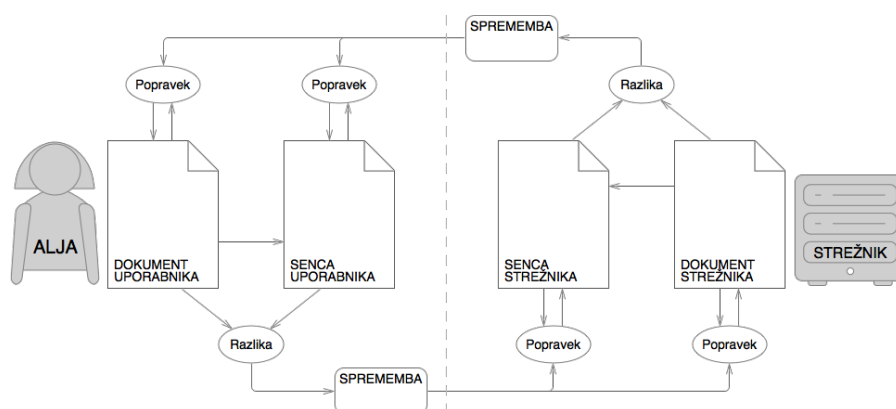 SPREMEMBA
Popravek
Popravek
Razlika
ALJA
DOKUMENT
UPORABNIKA
SENCA
UPORABNIKA
SENCA
STREŽNIKA
DOKUMENT
STREŽNIKA
STREŽNIK
Razlika
Popravek
Popravek
SPREMEMBA